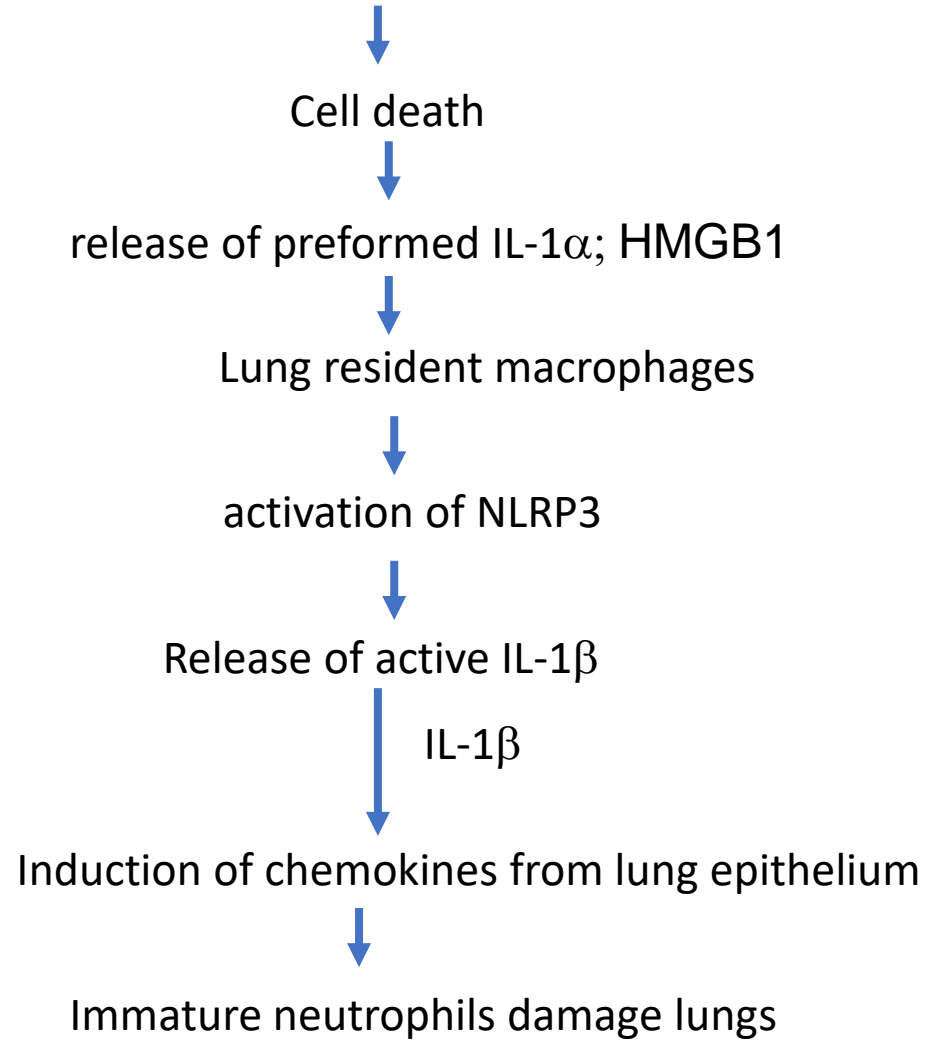 Cell death
release of preformed IL-1α; HMGB1
Lung resident macrophages
activation of NLRP3
Release of active IL-1β
IL-1β
Induction of chemokines from lung epithelium
Immature neutrophils damage lungs